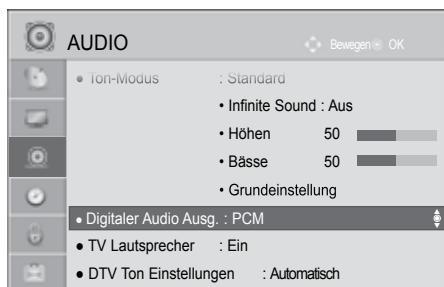 AUDIO
Bewegen OK
● Ton-Modus : Standard
• Infinite Sound : Aus
• Höhen 50
• Bässe 50
• Grundeinstellung
● Digitaler Audio Ausg. : PCM
● TV Lautsprecher : Ein
● DTV Ton Einstellungen : Automatisch